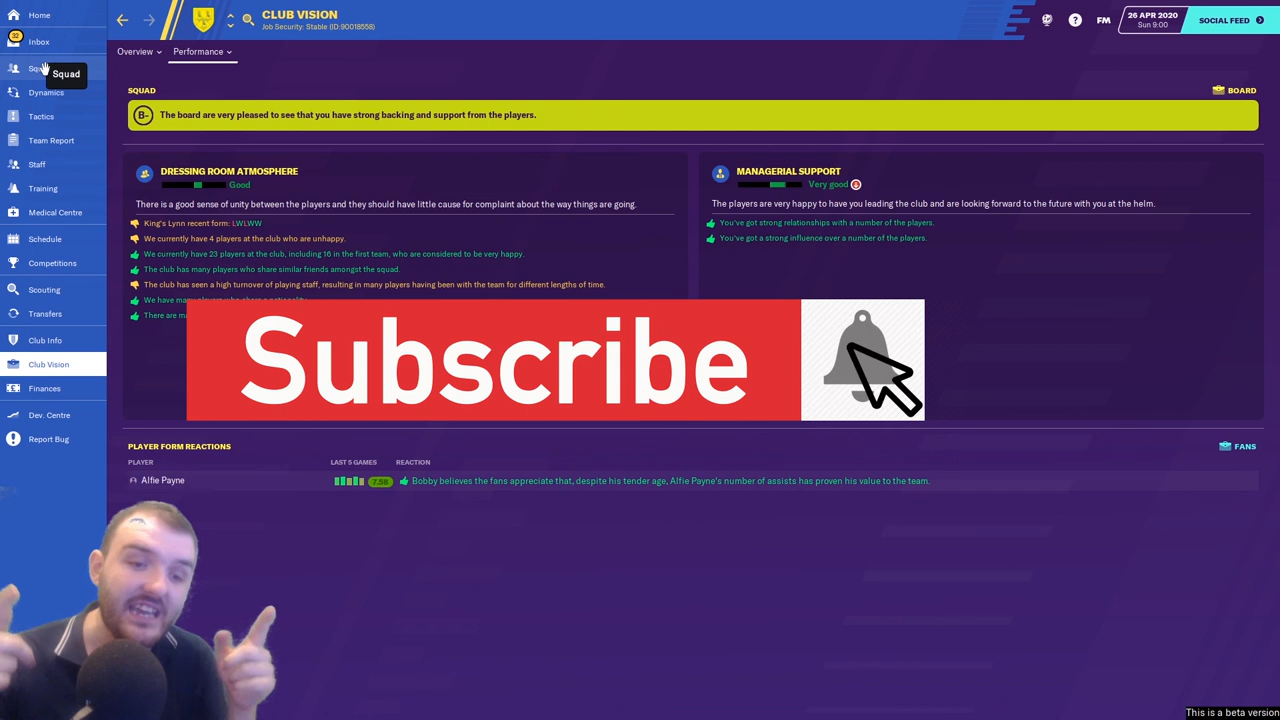 Home
32
Inbox
Squad
Dynamics
Tactics
Team Report
Staff
Training
Medical Centre
Schedule
Competitions
Scouting
Transfers
Club Info
Club Vision
Finances
Dev. Centre
Report Bug
CLUB VISION
Job Security: Stable (ID:90018558)
FM
26 APR 2020
Sun 9:00
SOCIAL FEED
Overview
Performance
SQUAD
BOARD
B-
The board are very pleased to see that you have strong backing and support from the players.
DRESSING ROOM ATMOSPHERE
Good
There is a good sense of unity between the players and they should have little cause for complaint about the way things are going.
King's Lynn recent form: LWLWW
We currently have 4 players at the club who are unhappy.
We currently have 23 players at the club, including 16 in the first team, who are considered to be very happy.
The club has many players who share similar friends amongst the squad.
The club has seen a high turnover of playing staff, resulting in many players having been with the team for different lengths of time.
We have many players who share a nationality.
There are
MANAGERIAL SUPPORT
Very good
The players are very happy to have you leading the club and are looking forward to the future with you at the helm.
You've got strong relationships with a number of the players.
You've got a strong influence over a number of the players.
Subscribe
PLAYER FORM REACTIONS
FANS
PLAYER
LAST 5 GAMES
REACTION
Alfie Payne
7.58
Bobby believes the fans appreciate that, despite his tender age, Alfie Payne's number of assists has proven his value to the team.
This is a beta version